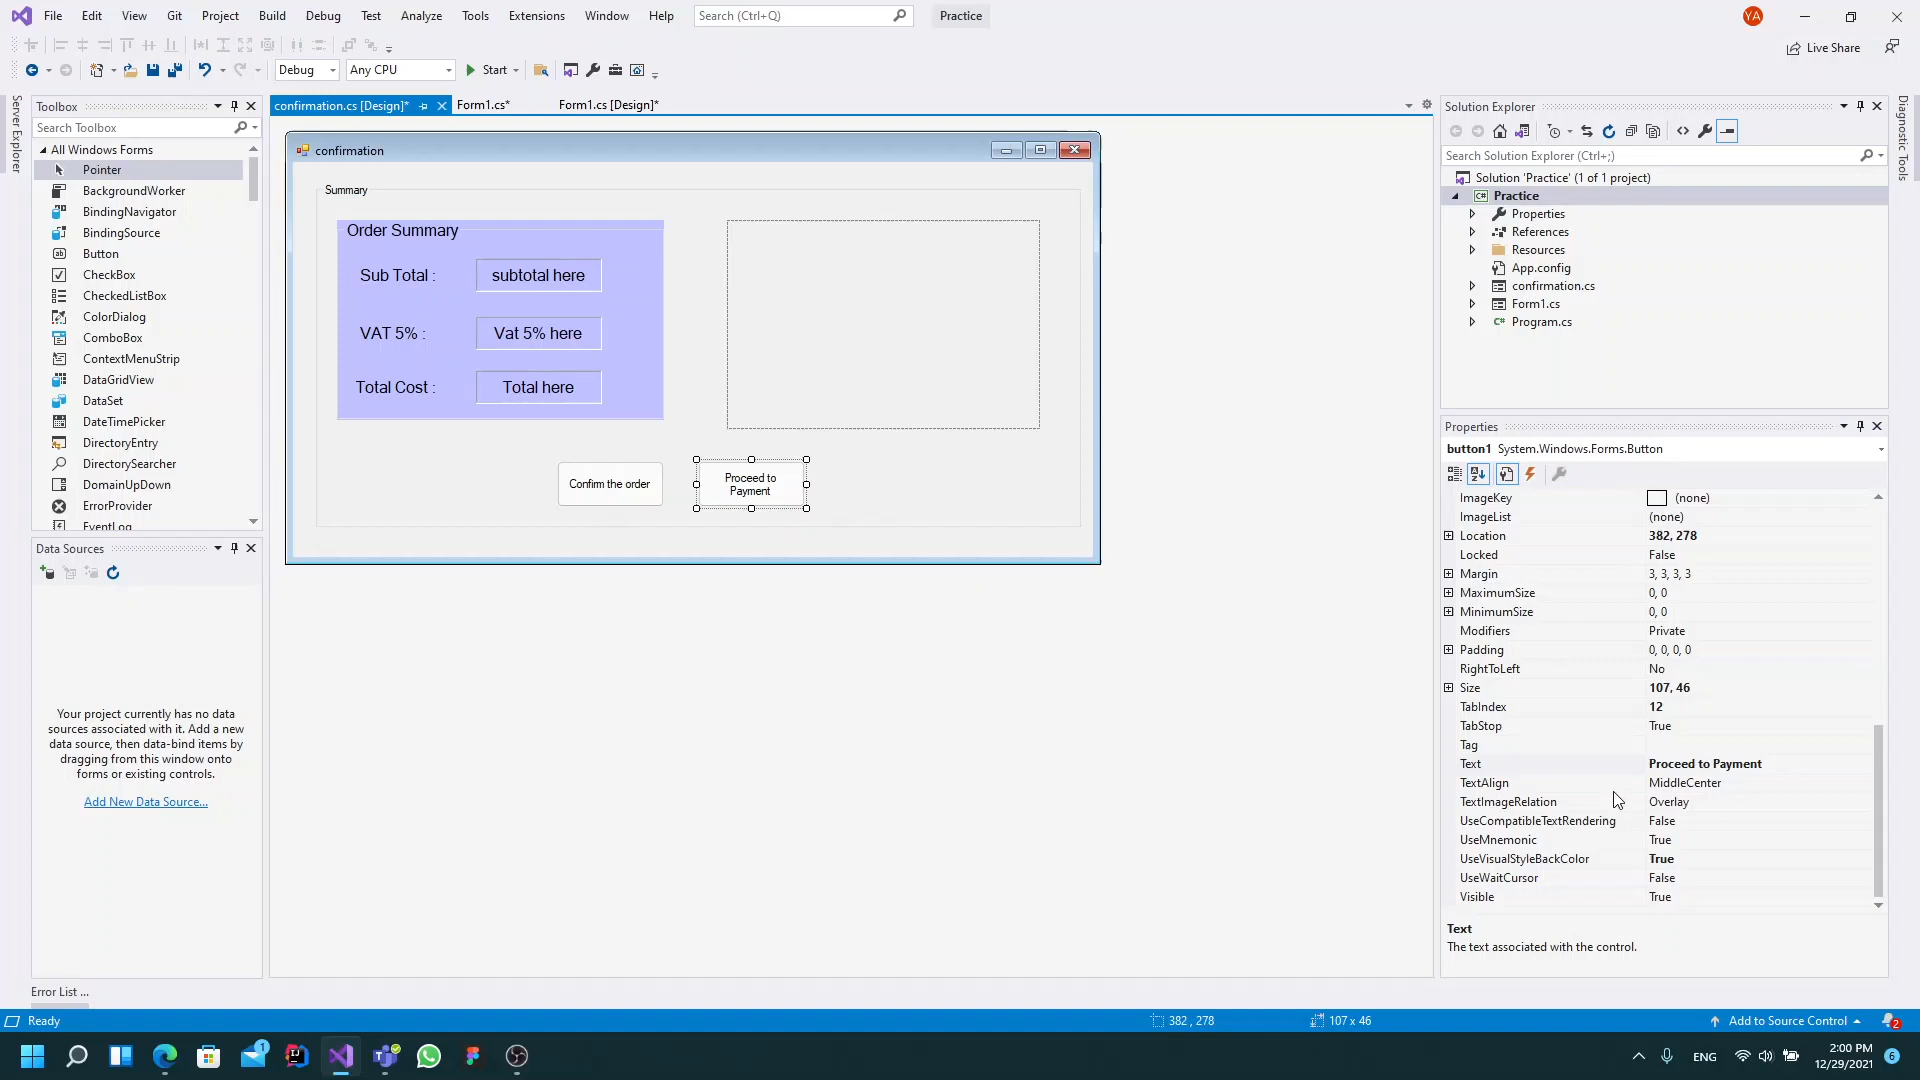 File Edit View Git Project Build Debug Test Analyze Tools Extensions Window Help Search (Ctrl+Q) Practice YA
Live Share
Debug Any CPU Start
Server Explorer
Toolbox
Search Toolbox
All Windows Forms
Pointer
BackgroundWorker
BindingNavigator
BindingSource
Button
CheckBox
CheckedListBox
ColorDialog
ComboBox
ContextMenuStrip
DataGridView
DataSet
DateTimePicker
DirectoryEntry
DirectorySearcher
DomainUpDown
ErrorProvider
EventLog
Data Sources
Your project currently has no data
sources associated with it. Add a new
data source, then data-bind items by
dragging from this window onto
forms or existing controls.
Add New Data Source...
confirmation.cs [Design]* Form1.cs* Form1.cs [Design]*
confirmation
Summary
Order Summary
Sub Total : subtotal here
VAT 5% : Vat 5% here
Total Cost : Total here
Confirm the order
Proceed to
Payment
Solution Explorer
Search Solution Explorer (Ctrl+;)
Solution 'Practice' (1 of 1 project)
C# Practice
Properties
References
Resources
App.config
confirmation.cs
Form1.cs
C# Program.cs
Diagnostic Tools
Properties
button1 System.Windows.Forms.Button
ImageKey (none)
ImageList (none)
Location 382, 278
Locked False
Margin 3, 3, 3, 3
MaximumSize 0, 0
MinimumSize 0, 0
Modifiers Private
Padding 0, 0, 0, 0
RightToLeft No
Size 107, 46
TabIndex 12
TabStop True
Tag
Text Proceed to Payment
TextAlign MiddleCenter
TextImageRelation Overlay
UseCompatibleTextRendering False
UseMnemonic True
UseVisualStyleBackColor True
UseWaitCursor False
Visible True
Text
The text associated with the control.
Error List ...
Ready 382 , 278 107 x 46 Add to Source Control 2
1 ENG 2:00 PM 6
12/29/2021